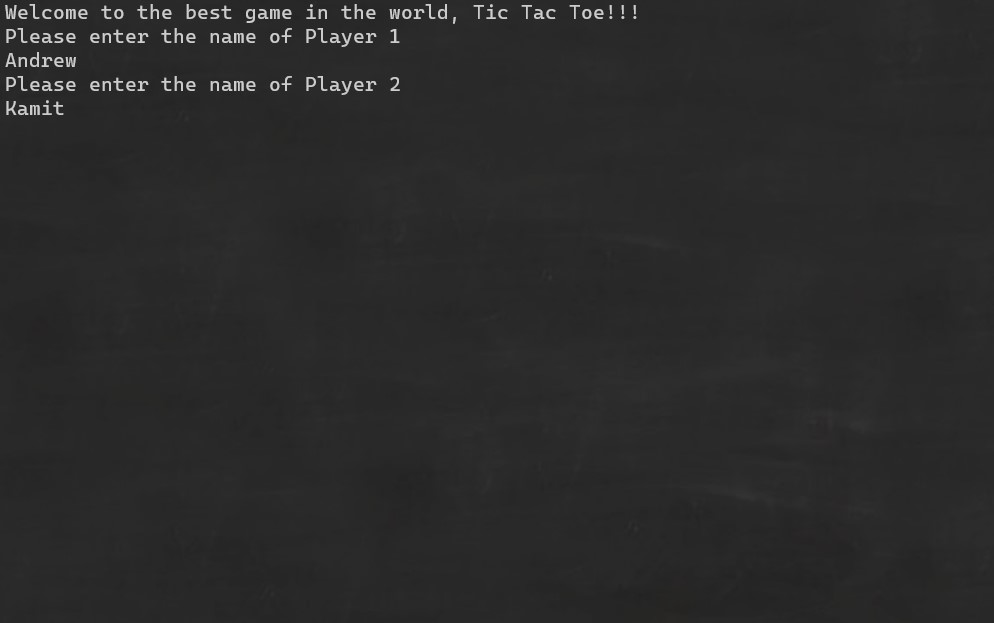 Welcome to the best game in the world, Tic Tac Toe!!!
Please enter the name of Player 1
Andrew
Please enter the name of Player 2
Kamit